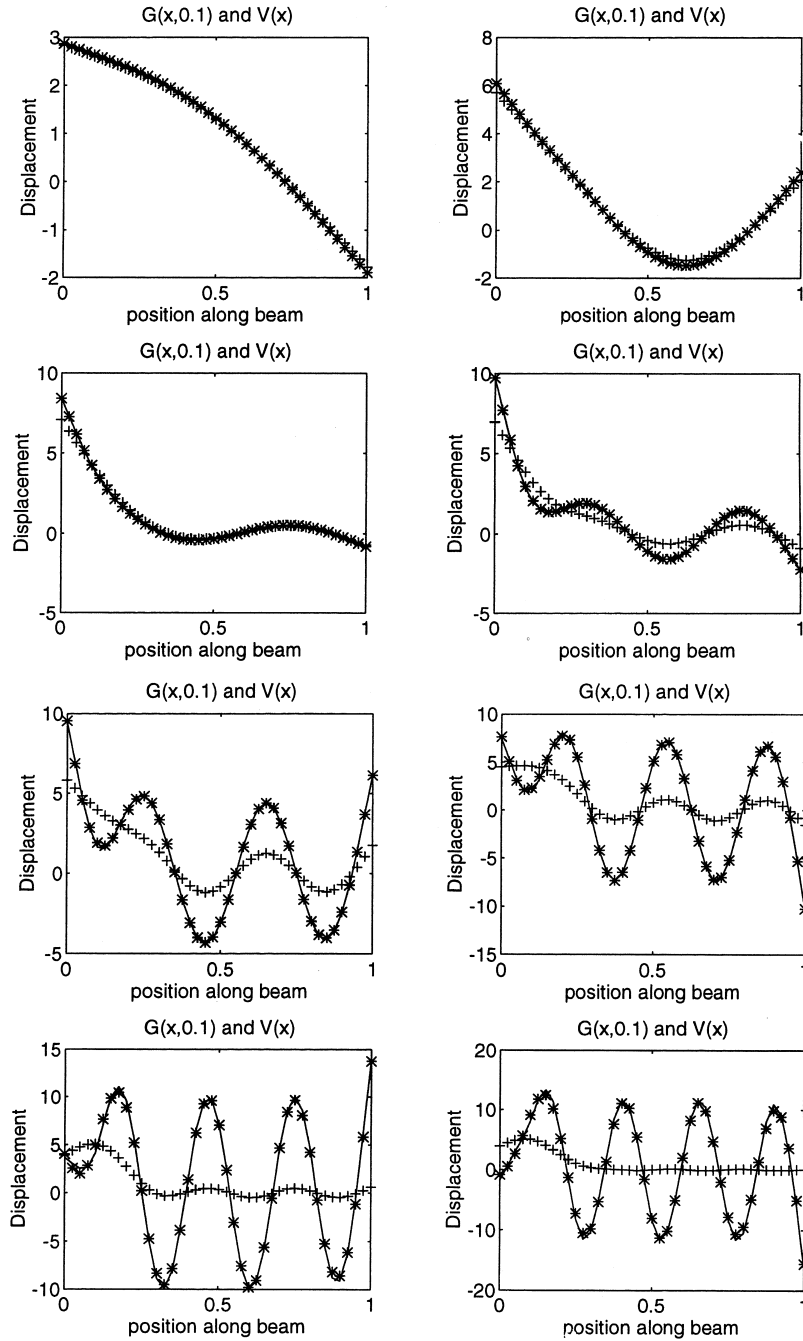 G(x,0.1) and V(x)
3
2
1
0
-1
-2
Displacement
0
0.5
1
position along beam
G(x,0.1) and V(x)
8
6
4
2
0
-2
Displacement
0
0.5
1
position along beam
G(x,0.1) and V(x)
10
5
0
-5
Displacement
0
0.5
1
position along beam
G(x,0.1) and V(x)
10
5
0
-5
Displacement
0
0.5
1
position along beam
G(x,0.1) and V(x)
10
5
0
-5
Displacement
0
0.5
1
position along beam
G(x,0.1) and V(x)
10
5
0
-5
-10
-15
Displacement
0
0.5
position along beam
G(x,0.1) and V(x)
15
10
5
0
-5
-10
Displacement
0
0.5
1
position along beam
G(x,0.1) and V(x)
20
10
0
-10
-20
Displacement
0
0.5
position along beam